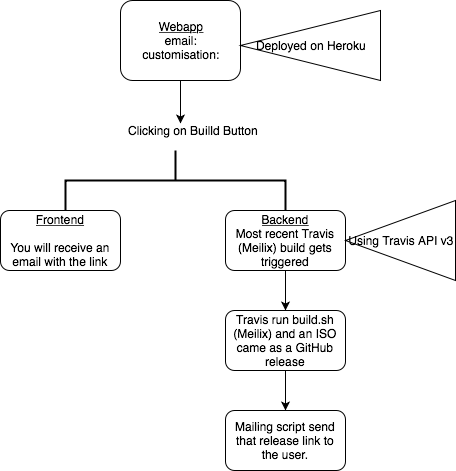 Webapp
email:
customisation:
Deployed on Heroku
Clicking on Builld Button
Frontend
You will receive an
email with the link
Backend
Most recent Travis
(Meilix) build gets
triggered
Using Travis API v3
Travis run build.sh
(Meilix) and an ISO
came as a GitHub
release
Mailing script send
that release link to
the user.